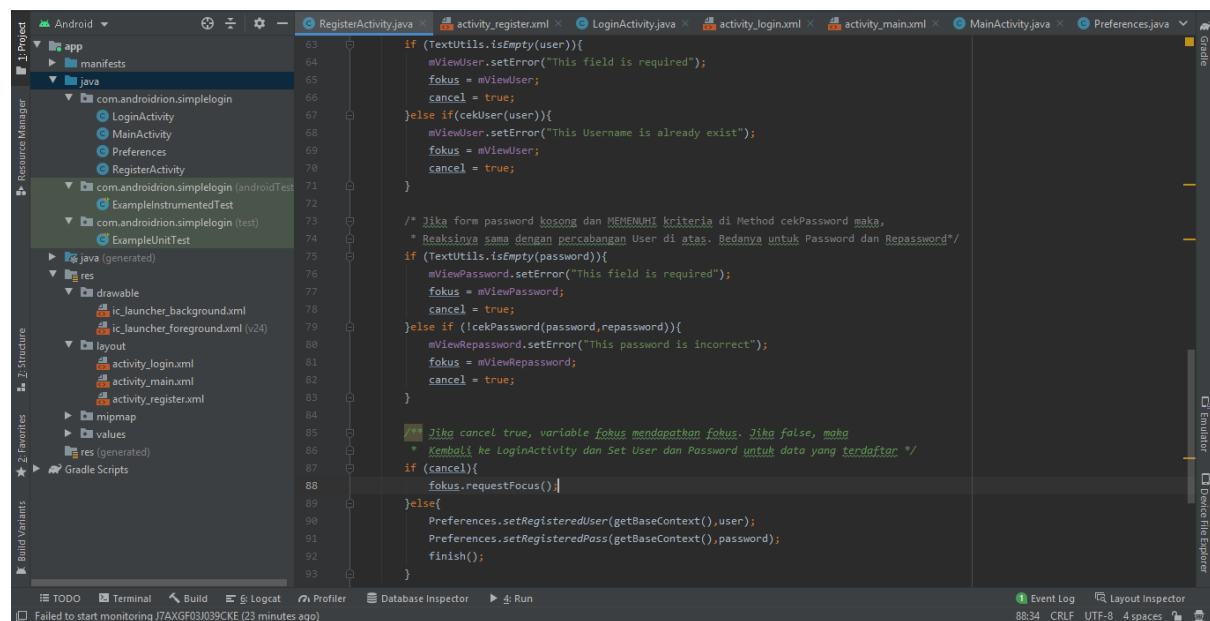 Android
RegisterActivity.java
activity_register.xml
LoginActivity.java
activity_login.xml
activity_main.xml
MainActivity.java
Preferences.java
1: Project
Resource Manager
7: Structure
2: Favorites
Build Variants
app
manifests
java
com.androidrion.simplelogin
LoginActivity
MainActivity
Preferences
RegisterActivity
com.androidrion.simplelogin (androidTest
ExampleInstrumentedTest
com.androidrion.simplelogin (test)
ExampleUnitTest
java (generated)
res
drawable
ic_launcher_background.xml
ic_launcher_foreground.xml (v24)
layout
activity_login.xml
activity_main.xml
activity_register.xml
mipmap
values
res (generated)
Gradle Scripts
63 if (TextUtils.isEmpty(user)){
64 mViewUser.setError("This field is required");
65 fokus = mViewUser;
66 cancel = true;
67 }else if(cekUser(user)){
68 mViewUser.setError("This Username is already exist");
69 fokus = mViewUser;
70 cancel = true;
71 }
72
73 /* Jika form password kosong dan MEMENUHI kriteria di Method cekPassword maka,
74 * Reaksinya sama dengan percabangan User di atas. Bedanya untuk Password dan Repassword*/
75 if (TextUtils.isEmpty(password)){
76 mViewPassword.setError("This field is required");
77 fokus = mViewPassword;
78 cancel = true;
79 }else if (!cekPassword(password,repassword)){
80 mViewRepassword.setError("This password is incorrect");
81 fokus = mViewRepassword;
82 cancel = true;
83 }
84
85 /** Jika cancel true, variable fokus mendapatkan fokus. Jika false, maka
86 * Kembali ke LoginActivity dan Set User dan Password untuk data yang terdaftar */
87 if (cancel){
88 fokus.requestFocus();
89 }else{
90 Preferences.setRegisteredUser(getBaseContext(),user);
91 Preferences.setRegisteredPass(getBaseContext(),password);
92 finish();
93 }
Gradle
Emulator
Device File Explorer
TODO
Terminal
Build
6: Logcat
Profiler
Database Inspector
4: Run
1 Event Log
Layout Inspector
Failed to start monitoring J7AXGF03J039CKE (23 minutes ago)
88:34 CRLF UTF-8 4 spaces